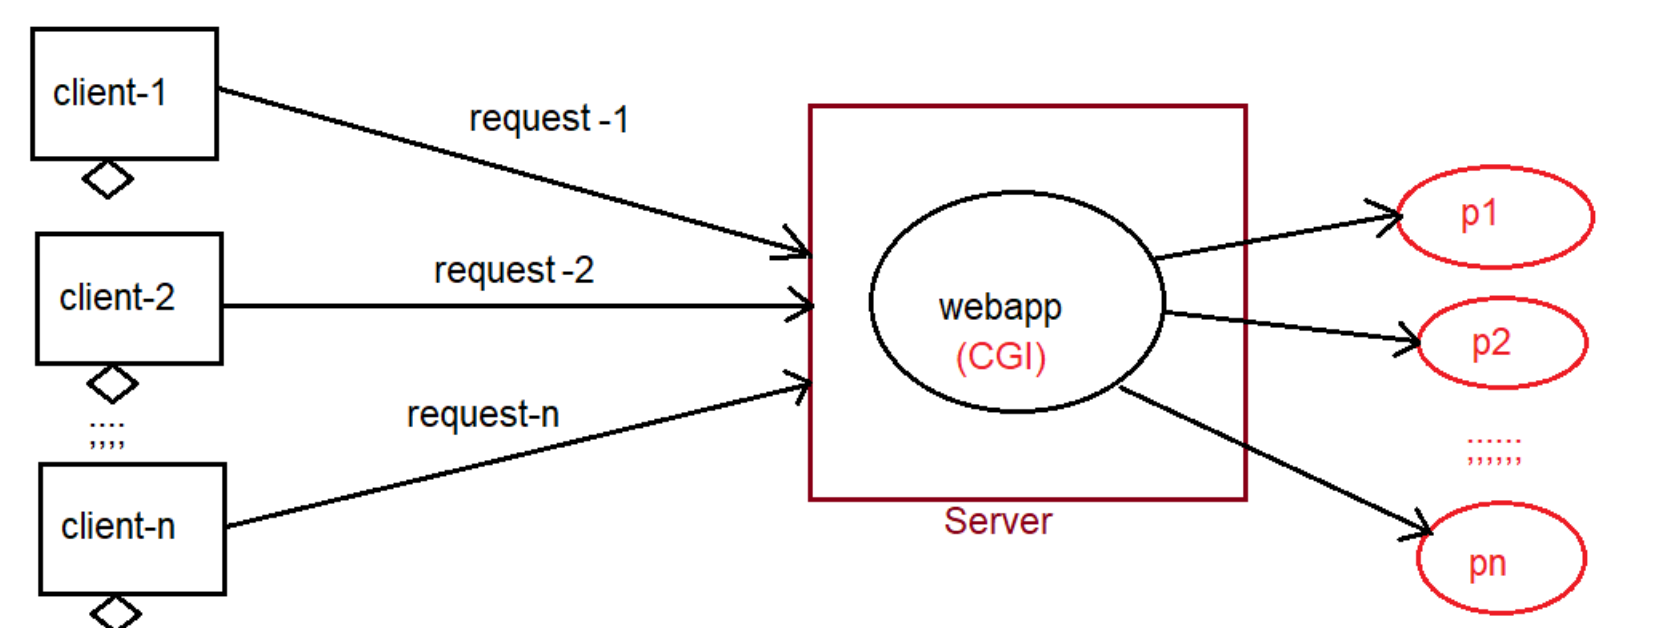 client-1
request -1
p1
client-2
request -2
webapp
(CGI)
p2
;;;;
request-n
;;;;;;
client-n
Server
pn